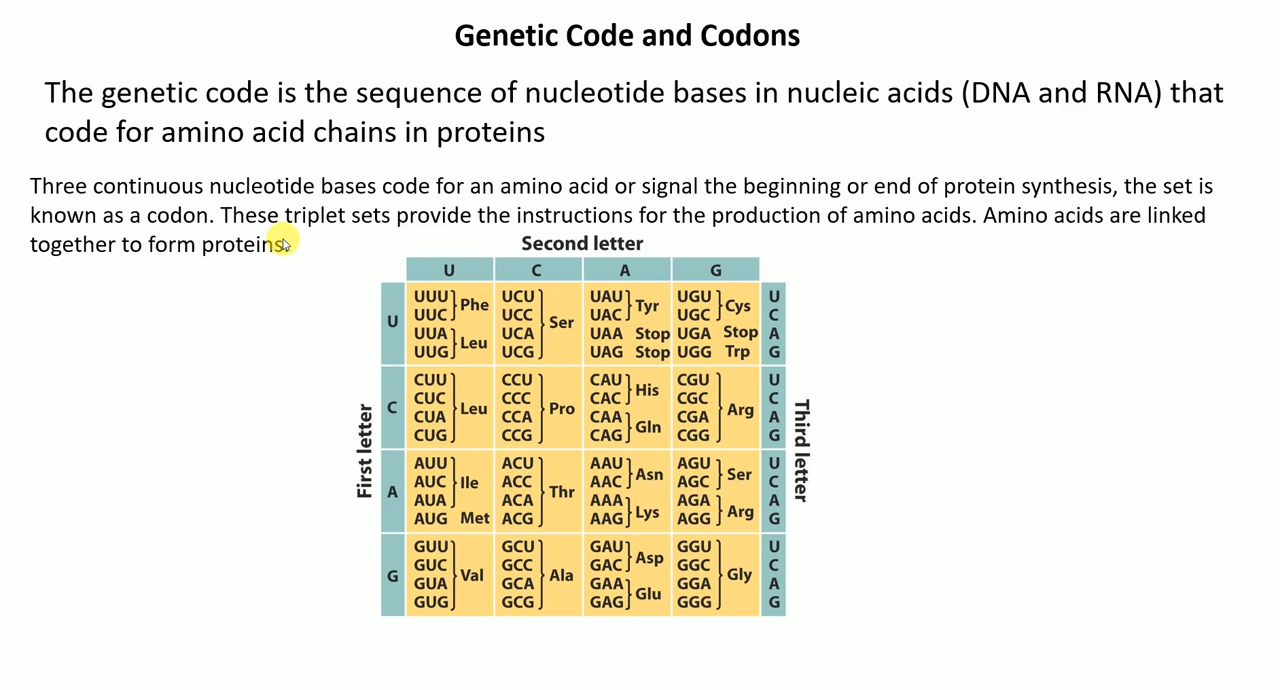 Genetic Code and Codons
The genetic code is the sequence of nucleotide bases in nucleic acids (DNA and RNA) that
code for amino acid chains in proteins
Three continuous nucleotide bases code for an amino acid or signal the beginning or end of protein synthesis, the set is
known as a codon. These triplet sets provide the instructions for the production of amino acids. Amino acids are linked
together to form proteins.
Second letter
U C A G
First letter
Third letter
U
UUU UUC Phe
UUA UUG Leu
UCU UCC UCA UCG Ser
UAU UAC Tyr
UAA Stop
UAG Stop
UGU UGC Cys
UGA Stop
UGG Trp
U C A G
C
CUU CUC CUA CUG Leu
CCU CCC CCA CCG Pro
CAU CAC His
CAA CAG Gln
CGU CGC CGA CGG Arg
U C A G
A
AUU AUC AUA Ile
AUG Met
ACU ACC ACA ACG Thr
AAU AAC Asn
AAA AAG Lys
AGU AGC Ser
AGA AGG Arg
U C A G
G
GUU GUC GUA GUG Val
GCU GCC GCA GCG Ala
GAU GAC Asp
GAA GAG Glu
GGU GGC GGA GGG Gly
U C A G